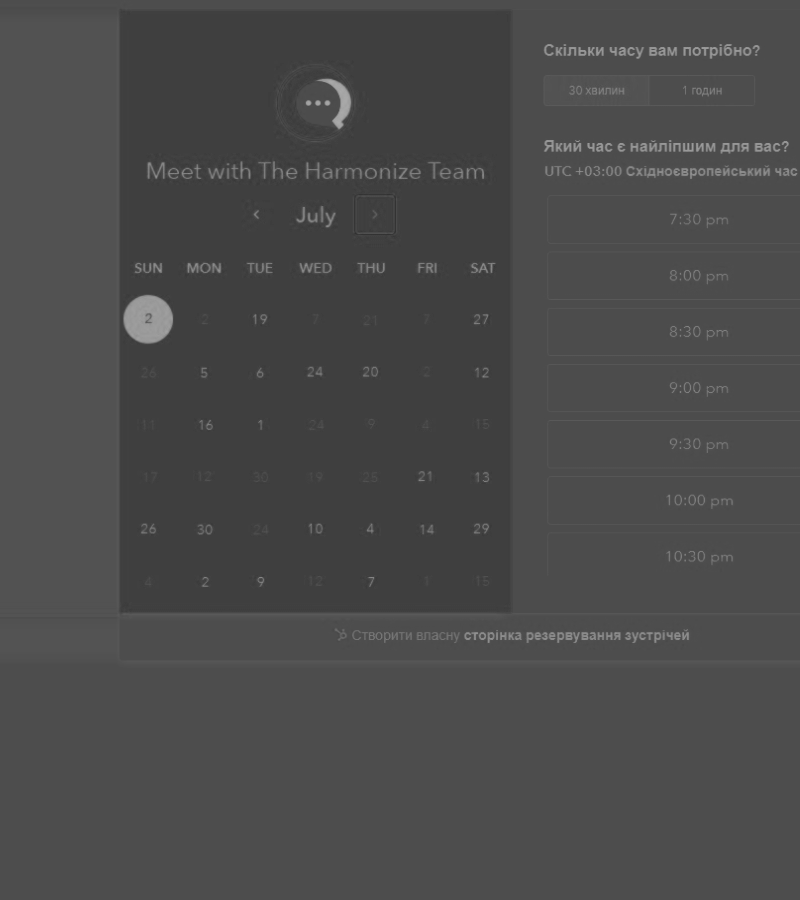 Скільки часу вам потрібно?
30 хвилин 1 годин
Meet with The Harmonize Team
July
SUN MON TUE WED THU FRI SAT
2 2 19 7 21 7 27
26 5 6 24 20 2 12
11 16 1 24 9 4 15
17 12 30 19 25 21 13
26 30 24 10 4 14 29
4 2 9 12 7 1 15
Який час є найліпшим для вас?
UTC +03:00 Східноєвропейський час
7:30 pm
8:00 pm
8:30 pm
9:00 pm
9:30 pm
10:00 pm
10:30 pm
Створити власну сторінка резервування зустрічей